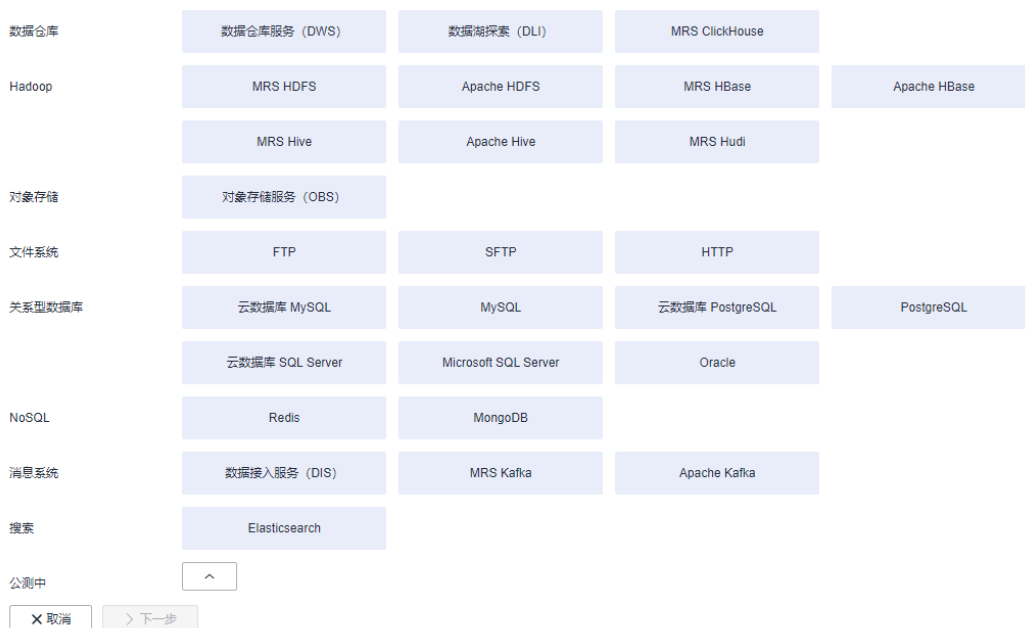 数据仓库 数据仓库服务（DWS） 数据湖探索（DLI） MRS ClickHouse
Hadoop MRS HDFS Apache HDFS MRS HBase Apache HBase
MRS Hive Apache Hive MRS Hudi
对象存储 对象存储服务（OBS）
文件系统 FTP SFTP HTTP
关系型数据库 云数据库 MySQL MySQL 云数据库 PostgreSQL PostgreSQL
云数据库 SQL Server Microsoft SQL Server Oracle
NoSQL Redis MongoDB
消息系统 数据接入服务（DIS） MRS Kafka Apache Kafka
搜索 Elasticsearch
公测中
取消 下一步